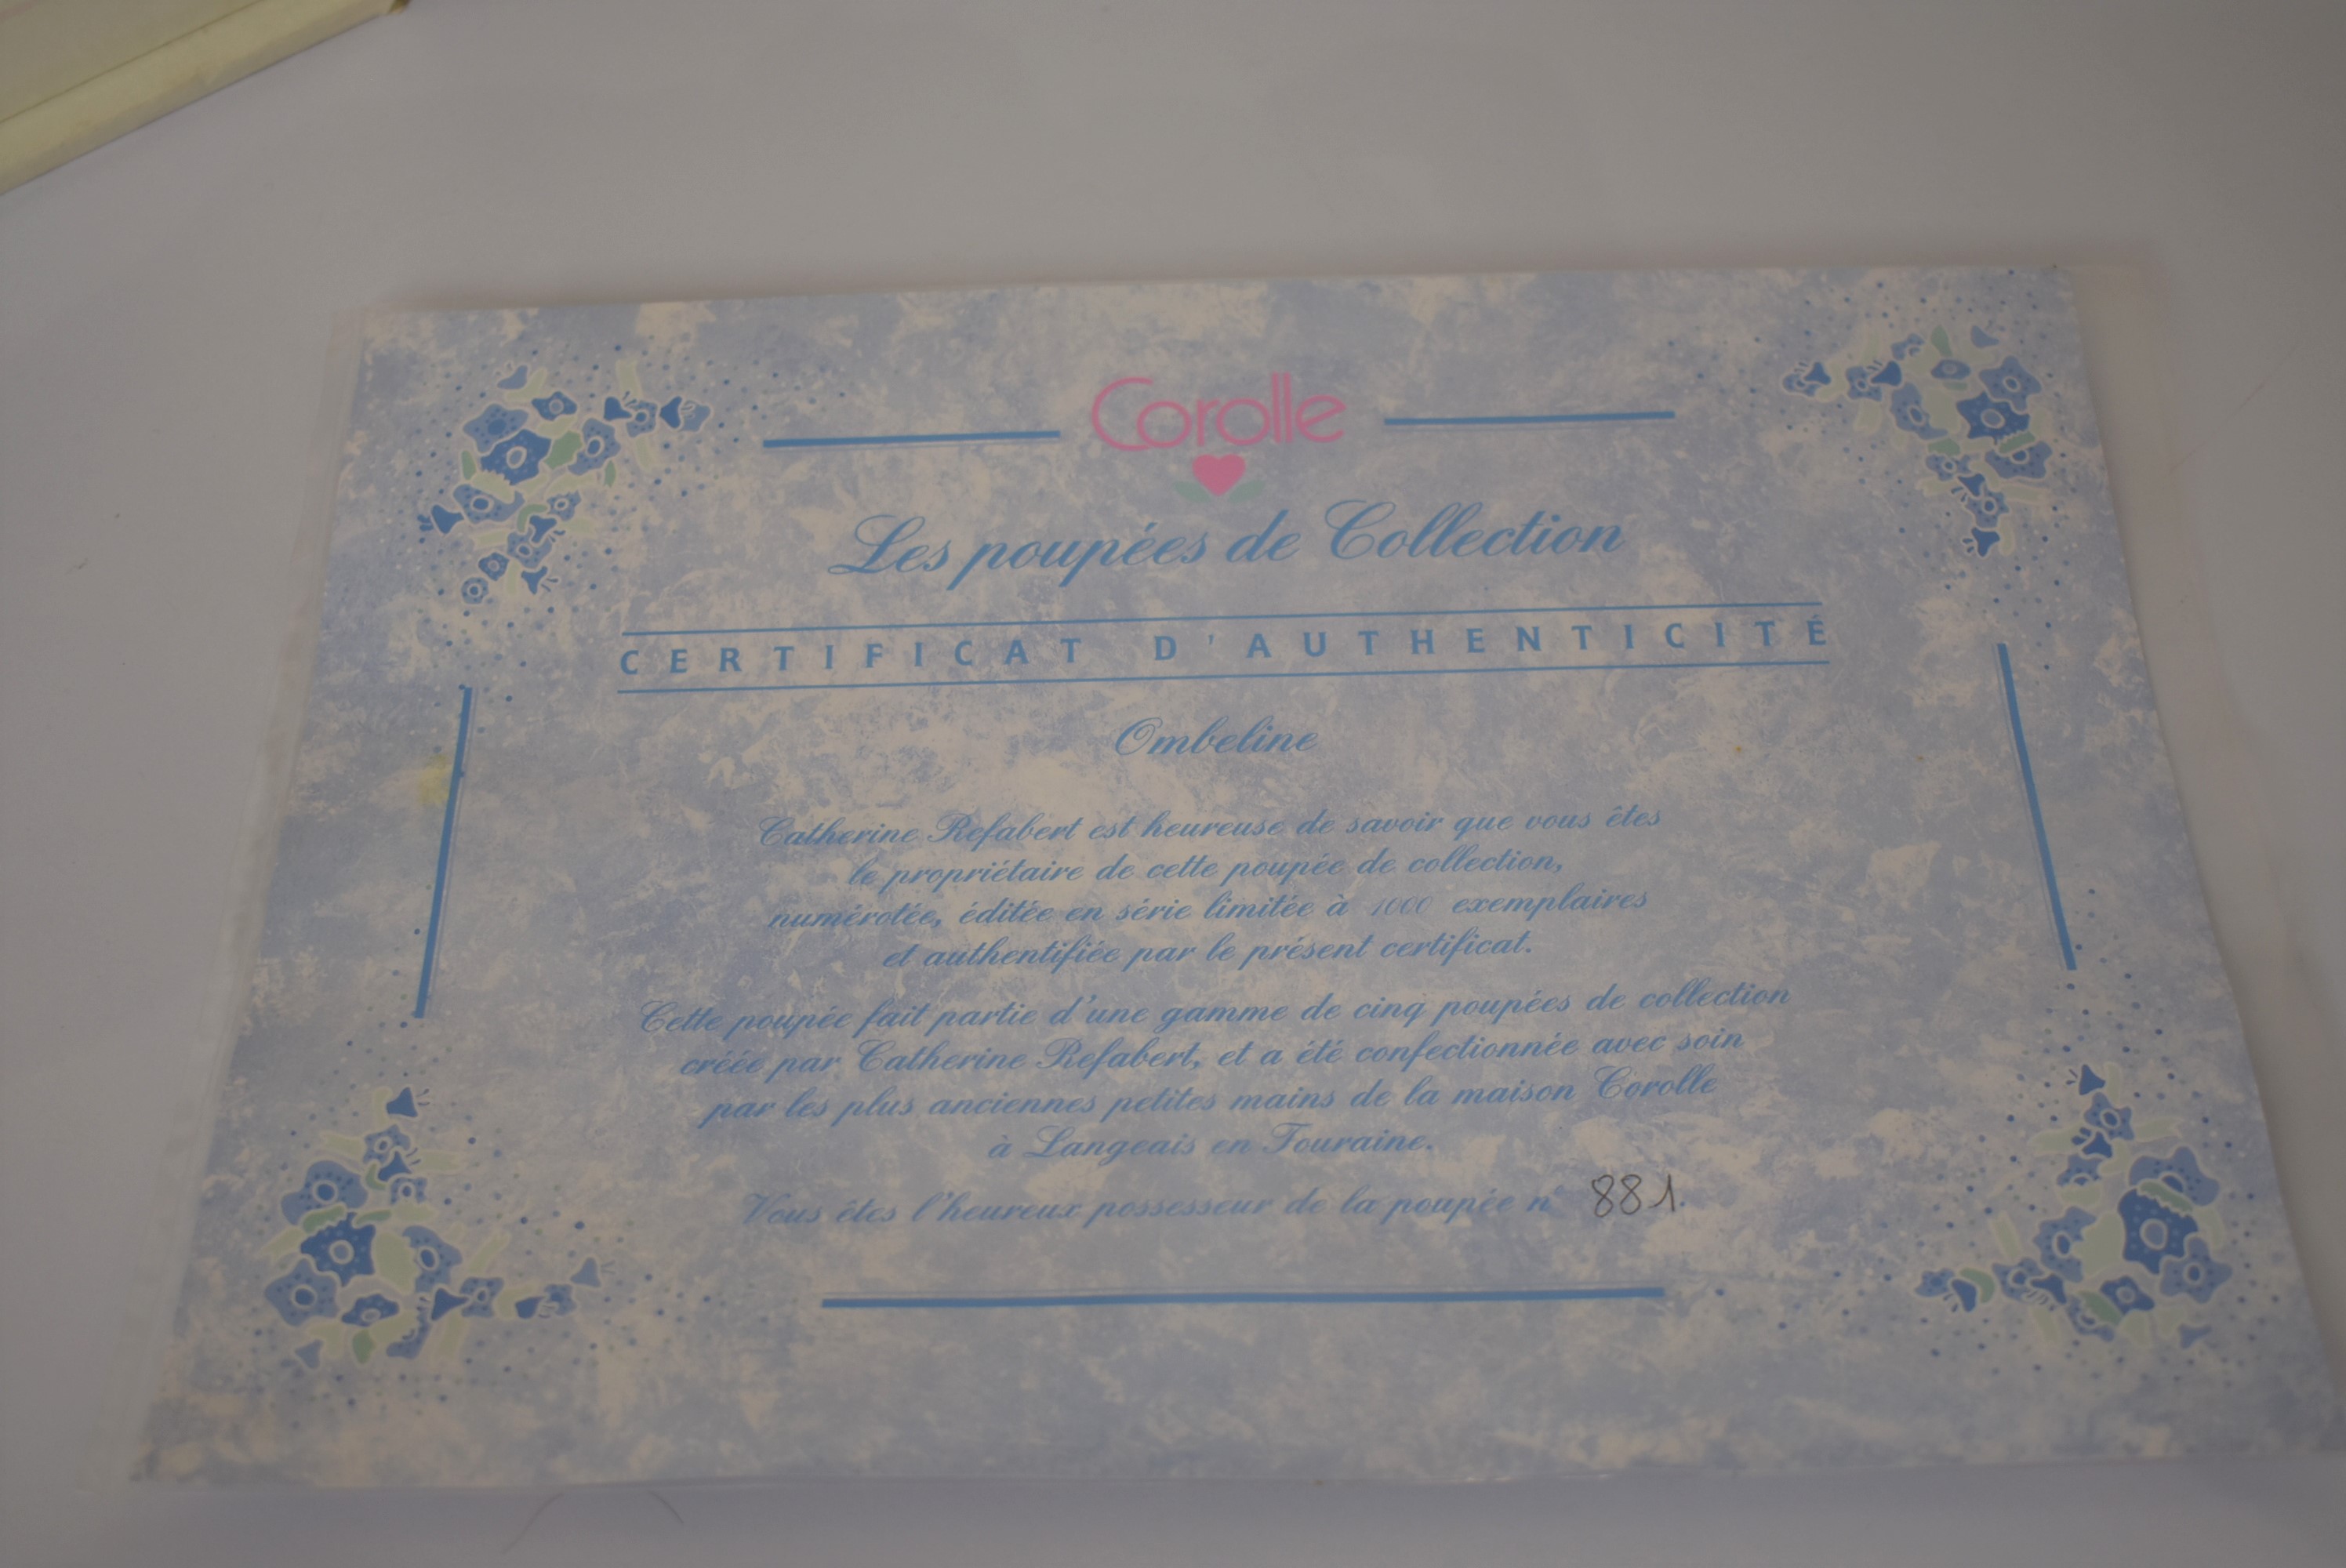 Corolle
Les poupées de Collection
CERTIFICAT D'AUTHENTICITÉ
Ombeline
Catherine Refabert est heureuse de savoir que vous êtes
le propriétaire de cette poupée de collection,
numérotée, éditée en série limitée à 1000 exemplaires
et authentifiée par le présent certificat.
Cette poupée fait partie d'une gamme de cinq poupées de collection
créée par Catherine Refabert, et a été confectionnée avec soin
par les plus anciennes petites mains de la maison Corolle
à Langeais en Touraine.
Vous êtes l'heureux possesseur de la poupée n° 881.